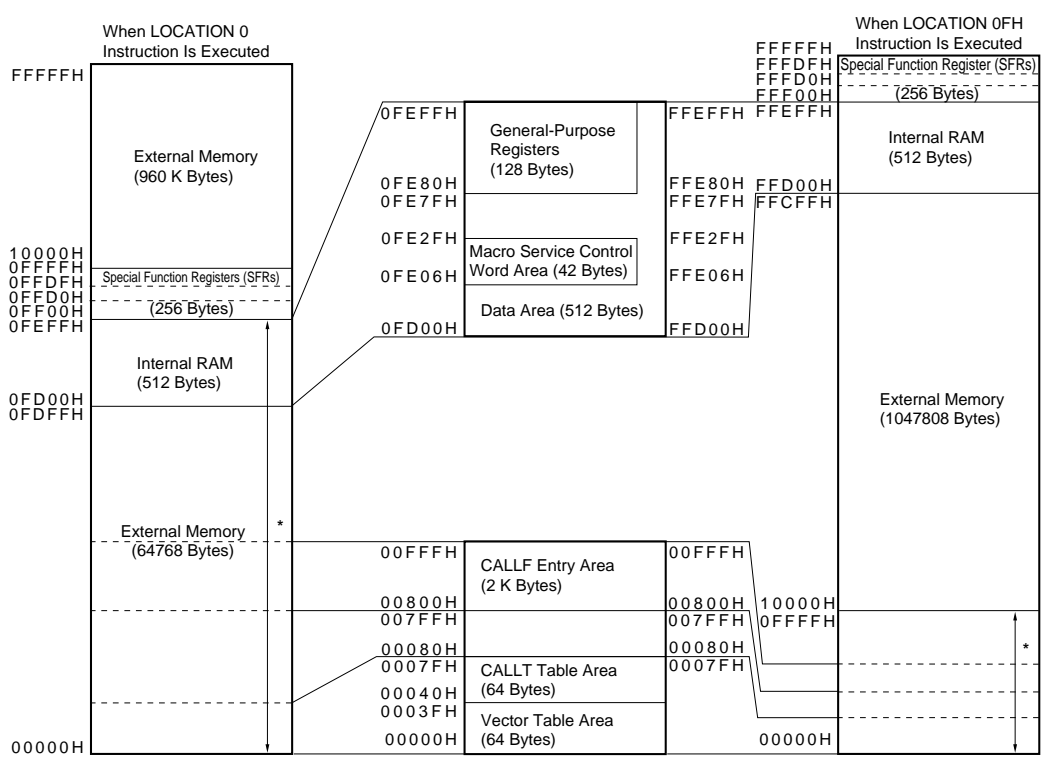 When LOCATION 0
Instruction Is Executed
FFFFFH
External Memory
(960 K Bytes)
10000H
0FFFFH
0FFDFH
0FFD0H
0FF00H
0FEFFH
Special Function Registers (SFRs)
(256 Bytes)
Internal RAM
(512 Bytes)
0FD00H
0FDFFH
External Memory
(64768 Bytes)
*
00000H
0FEFFH
0FE80H
0FE7FH
0FE2FH
0FE06H
0FD00H
General-Purpose
Registers
(128 Bytes)
Macro Service Control
Word Area (42 Bytes)
Data Area (512 Bytes)
FFEFFH
FFE80H
FFE7FH
FFE2FH
FFE06H
FFD00H
00FFFH
00800H
007FFH
00080H
0007FH
00040H
0003FH
00000H
CALLF Entry Area
(2 K Bytes)
CALLT Table Area
(64 Bytes)
Vector Table Area
(64 Bytes)
00FFFH
00800H
007FFH
00080H
0007FH
When LOCATION 0FH
Instruction Is Executed
FFFFFH
FFFDFH
FFFD0H
FFF00H
FFEFFH
Special Function Register (SFRs)
(256 Bytes)
Internal RAM
(512 Bytes)
FFD00H
FFCFFH
External Memory
(1047808 Bytes)
10000H
0FFFFH
*
00000H